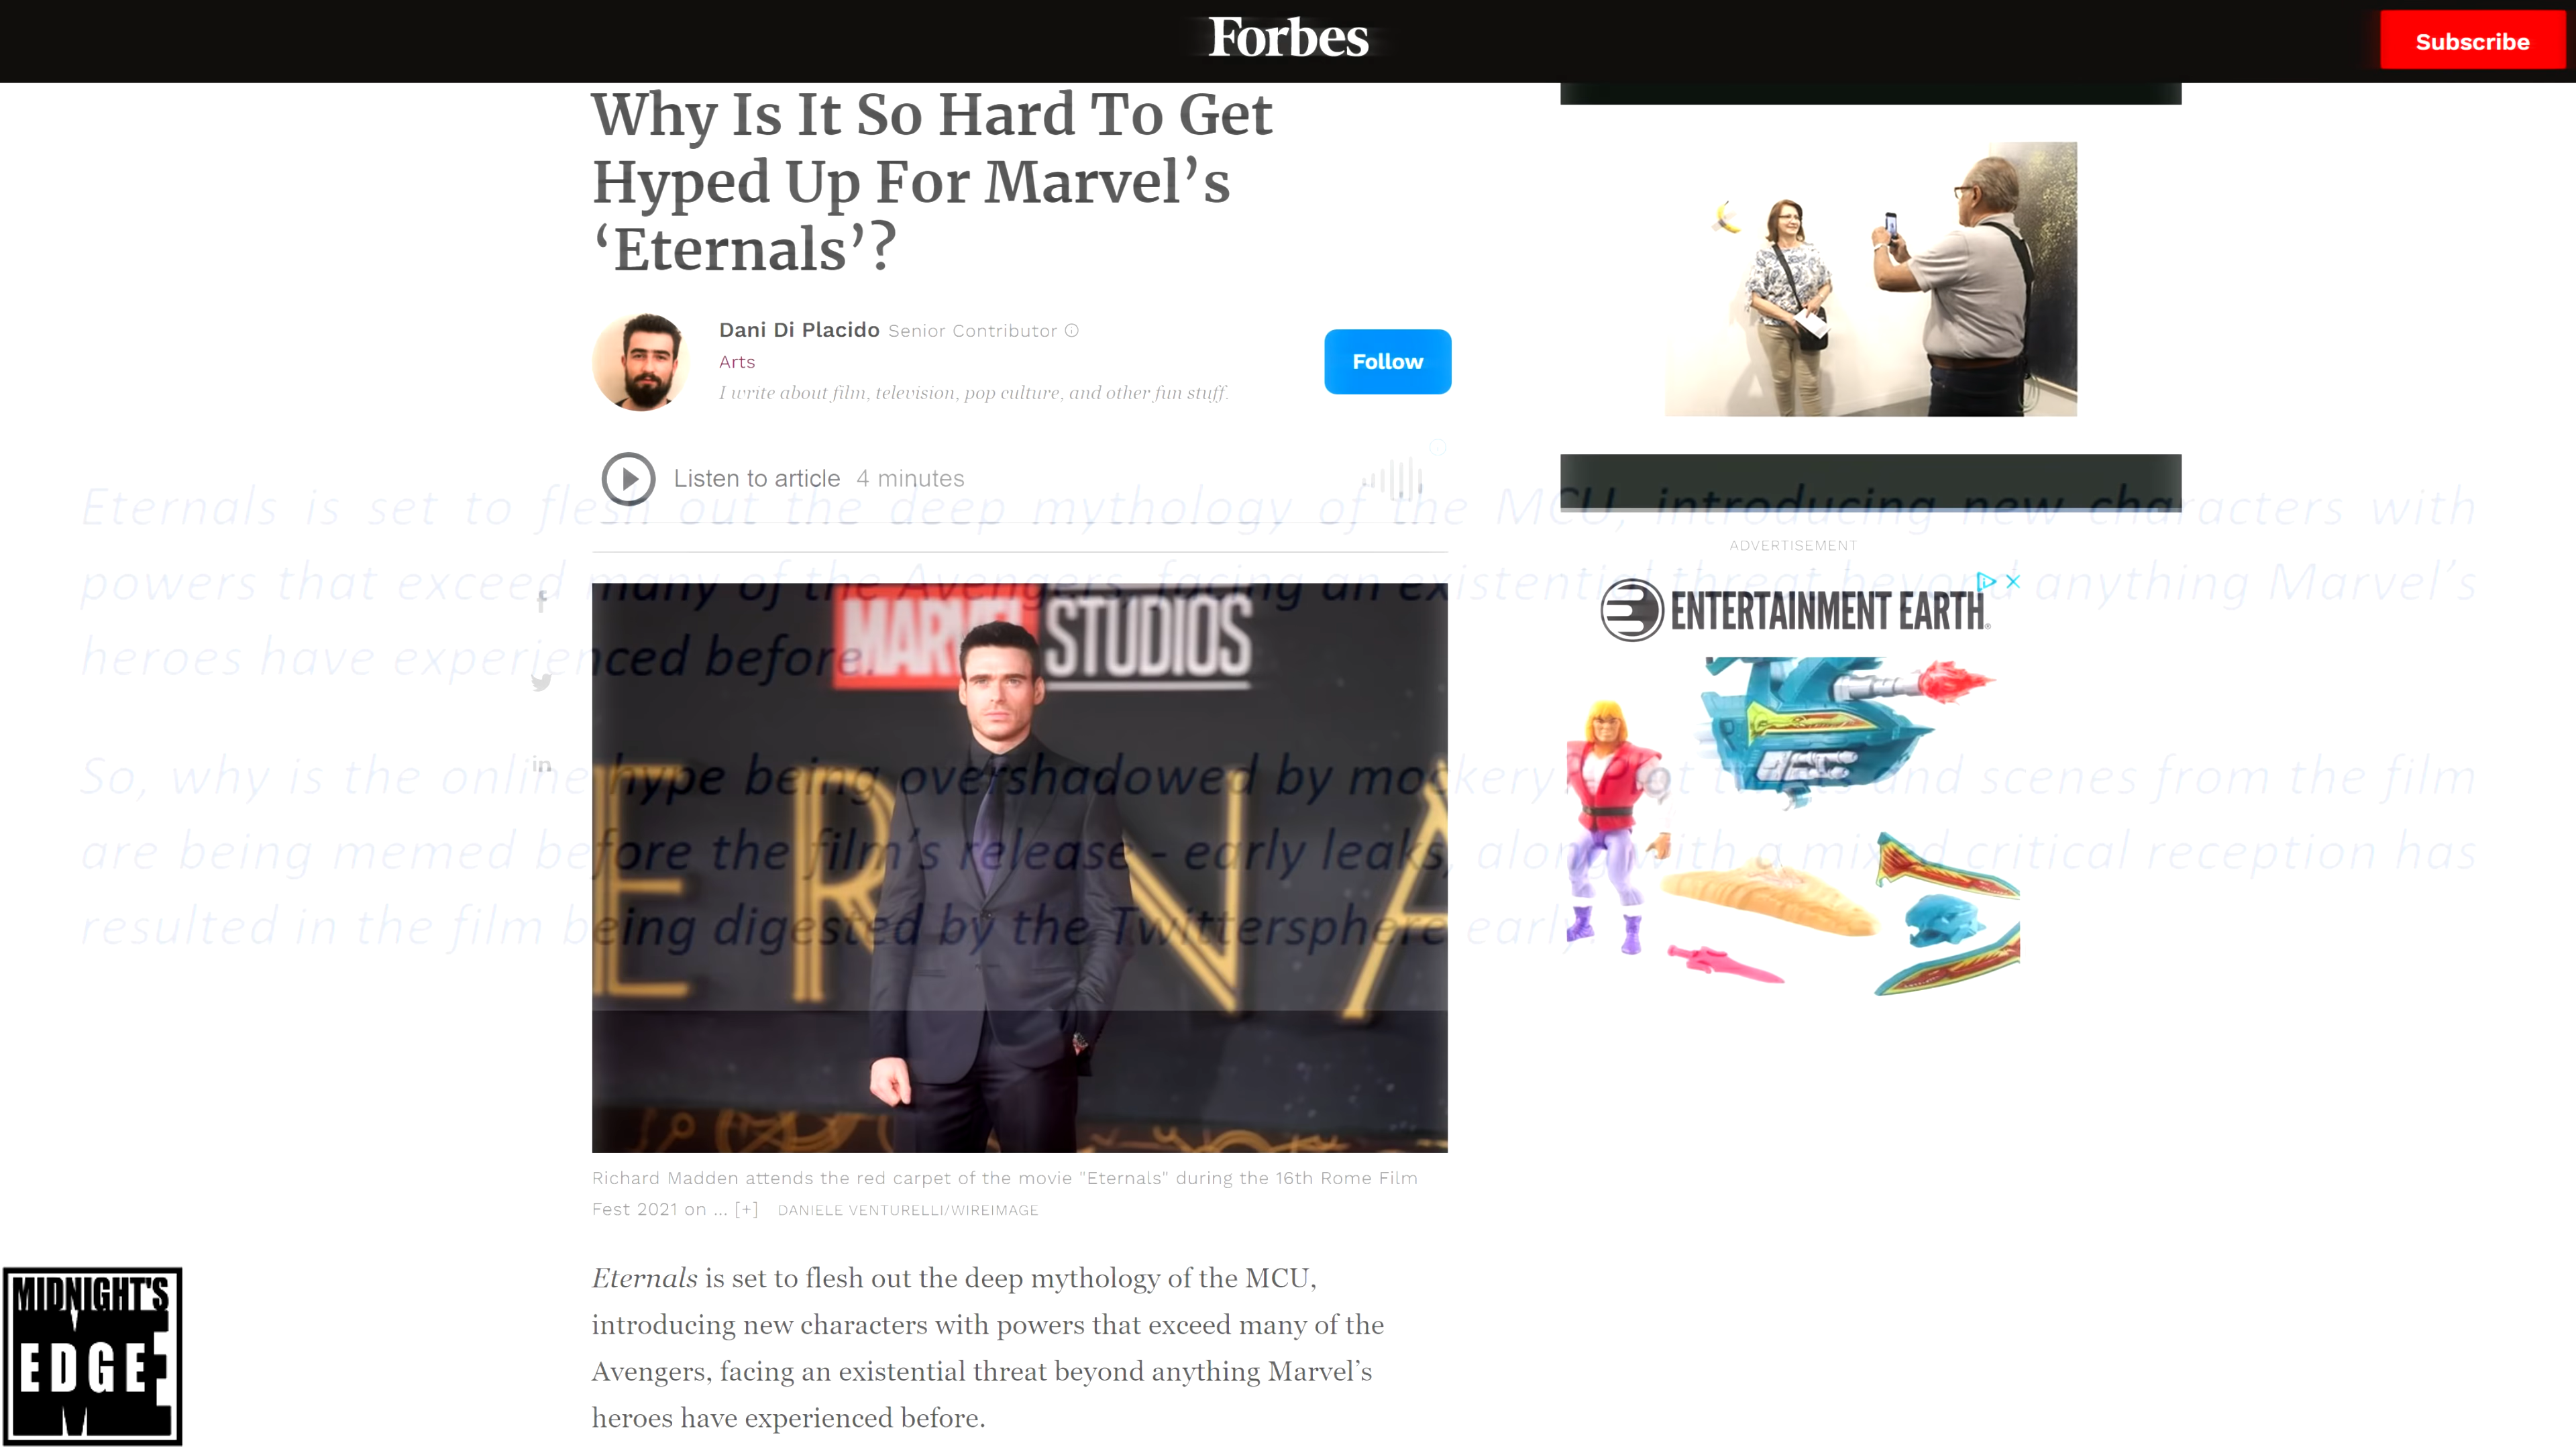 Forbes
Subscribe
Why Is It So Hard To Get
Hyped Up For Marvel’s
‘Eternals’?
Dani Di Placido Senior Contributor
Arts
I write about film, television, pop culture, and other fun stuff.
Follow
Listen to article 4 minutes
Eternals is set to flesh out the deep mythology of the MCU, introducing new characters with
powers that exceed many of the Avengers, facing an existential threat beyond anything Marvel’s
heroes have experienced before.
So, why is the online hype being overshadowed by mockery? Plot and scenes from the film
are being memed before the film’s release - early leaks, along with a mixed critical reception has
resulted in the film being digested by the Twittersphere early.
ADVERTISEMENT
ENTERTAINMENT EARTH
f
in
MARVEL STUDIOS
E R N A
Richard Madden attends the red carpet of the movie "Eternals" during the 16th Rome Film
Fest 2021 on ... [+] DANIELE VENTURELLI/WIREIMAGE
Eternals is set to flesh out the deep mythology of the MCU,
introducing new characters with powers that exceed many of the
Avengers, facing an existential threat beyond anything Marvel’s
heroes have experienced before.
MIDNIGHT'S
EDGE